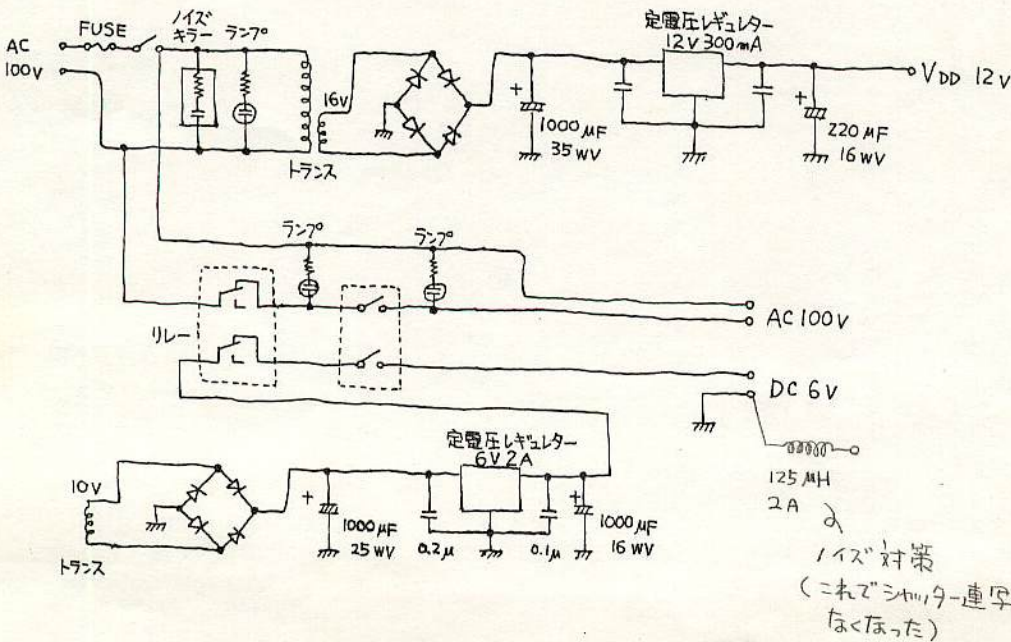 FUSE
ノイズ
キラー
ランプ
AC
100V
16V
トランス
+
1000μF
35WV
定電圧レギュレター
12V 300mA
+
220μF
16WV
VDD 12V
ランプ
ランプ
リレー
AC100V
DC 6V
125μH
2A
ノイズ対策
(これでシャッター連写
なくなった)
10V
トランス
+
1000μF
25WV
0.2μ
定電圧レギュレター
6V 2A
0.1μ
+
1000μF
16WV